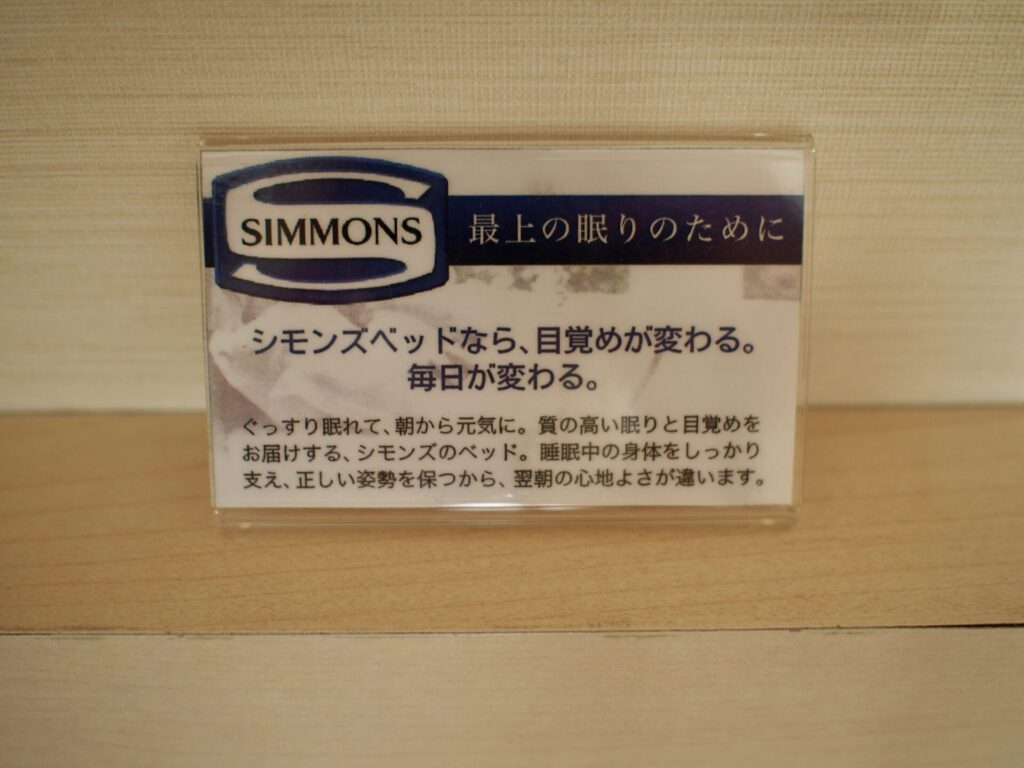 SIMMONS
最上の眠りのために
シモンズベッドなら、目覚めが変わる。
毎日が変わる。
ぐっすり眠れて、朝から元気に。質の高い眠りと目覚めを
お届けする、シモンズのベッド。睡眠中の身体をしっかり
支え、正しい姿勢を保つから、翌朝の心地よさが違います。